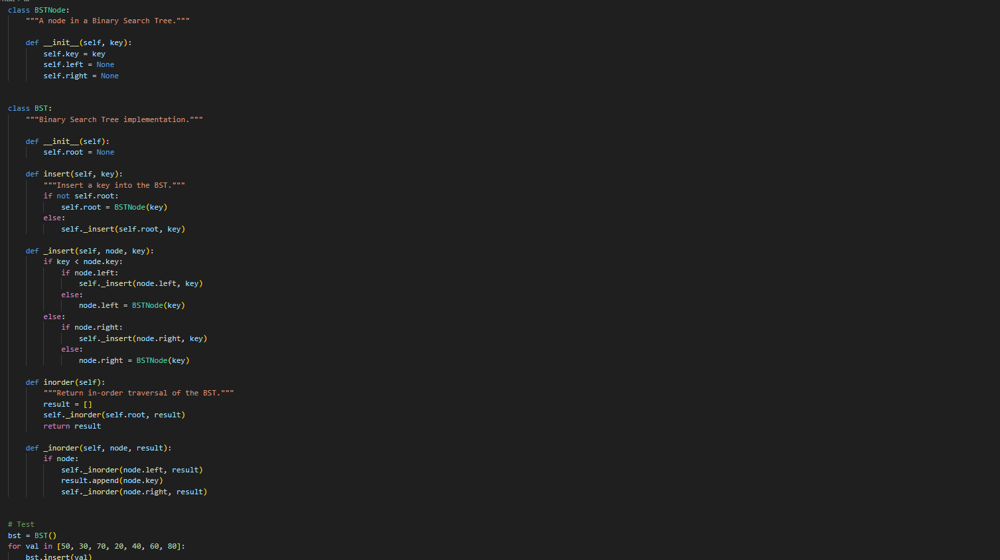 class BSTNode:
    """A node in a Binary Search Tree."""
    def __init__(self, key):
        self.key = key
        self.left = None
        self.right = None
class BST:
    """Binary Search Tree implementation."""
    def __init__(self):
        self.root = None
    def insert(self, key):
        """Insert a key into the BST."""
        if not self.root:
            self.root = BSTNode(key)
        else:
            self._insert(self.root, key)
    def _insert(self, node, key):
        if key < node.key:
            if node.left:
                self._insert(node.left, key)
            else:
                node.left = BSTNode(key)
        else:
            if node.right:
                self._insert(node.right, key)
            else:
                node.right = BSTNode(key)
    def inorder(self):
        """Return in-order traversal of the BST."""
        result = []
        self._inorder(self.root, result)
        return result
    def _inorder(self, node, result):
        if node:
            self._inorder(node.left, result)
            result.append(node.key)
            self._inorder(node.right, result)
# Test
bst = BST()
for val in [50, 30, 70, 20, 40, 60, 80]:
    bst.insert(val)